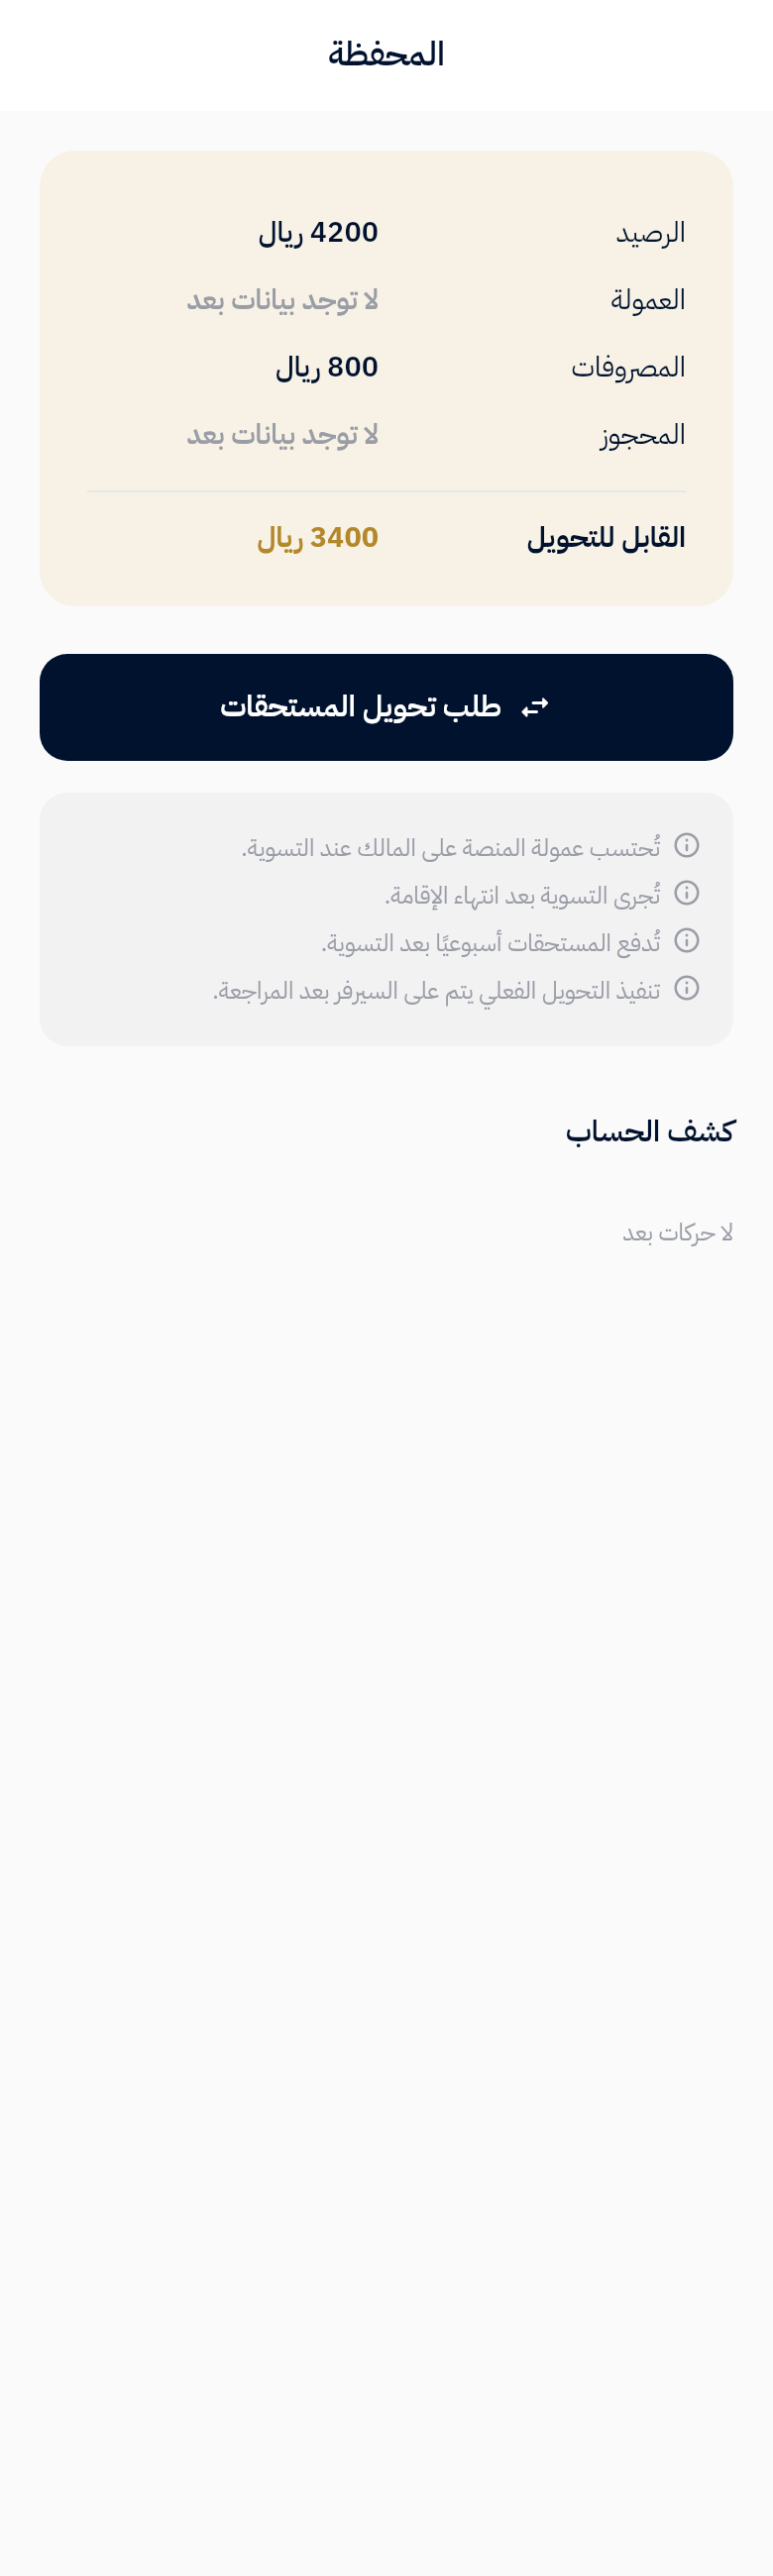 المحفظة
الرصيد 4200 ريال
العمولة لا توجد بيانات بعد
المصروفات 800 ريال
المحجوز لا توجد بيانات بعد
القابل للتحويل 3400 ريال
طلب تحويل المستحقات
تُحتسب عمولة المنصة على المالك عند التسوية.
تُجرى التسوية بعد انتهاء الإقامة.
تُدفع المستحقات أسبوعيًا بعد التسوية.
تنفيذ التحويل الفعلي يتم على السيرفر بعد المراجعة.
كشف الحساب
لا حركات بعد